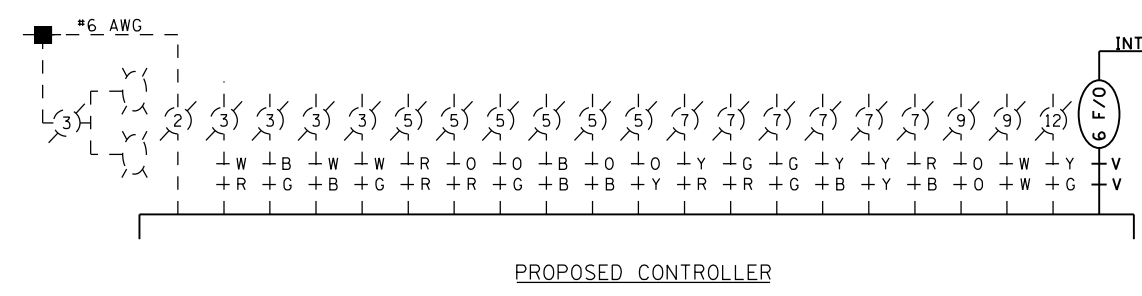 #6 AWG
INT
3 2 3 3 3 3 5 5 5 5 5 5 7 7 7 7 7 7 9 9 12 6 F/O
W B W W R O O B O O Y G G Y Y R O W Y V
R G B G R R G B B Y R R G B Y B O W G V
PROPOSED CONTROLLER